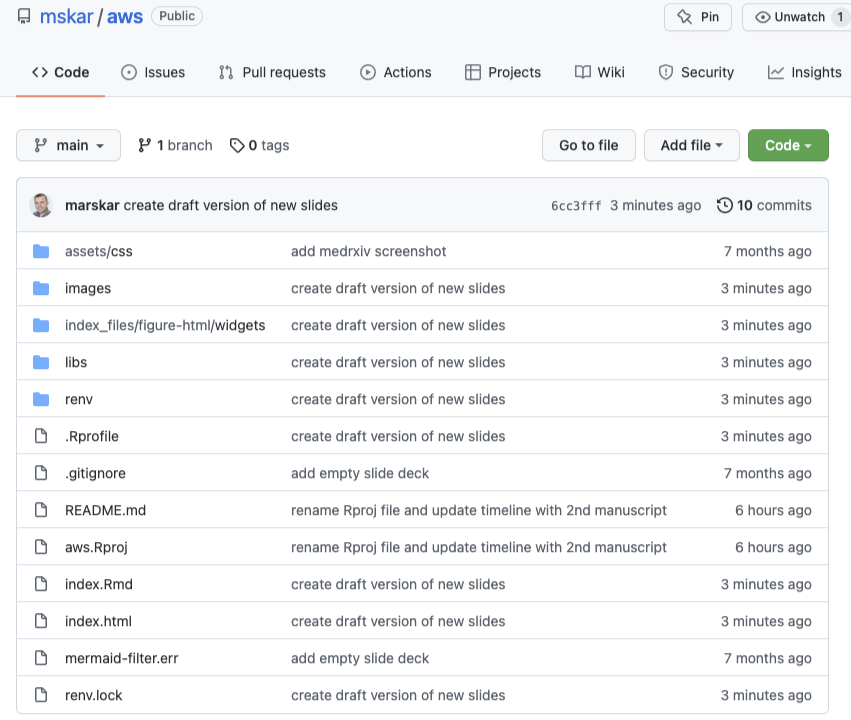 mskar / aws Public Pin Unwatch 1
Code Issues Pull requests Actions Projects Wiki Security Insights
main 1 branch 0 tags Go to file Add file Code
marskar create draft version of new slides 6cc3fff 3 minutes ago 10 commits
assets/css add medrxiv screenshot 7 months ago
images create draft version of new slides 3 minutes ago
index_files/figure-html/widgets create draft version of new slides 3 minutes ago
libs create draft version of new slides 3 minutes ago
renv create draft version of new slides 3 minutes ago
.Rprofile create draft version of new slides 3 minutes ago
.gitignore add empty slide deck 7 months ago
README.md rename Rproj file and update timeline with 2nd manuscript 6 hours ago
aws.Rproj rename Rproj file and update timeline with 2nd manuscript 6 hours ago
index.Rmd create draft version of new slides 3 minutes ago
index.html create draft version of new slides 3 minutes ago
mermaid-filter.err add empty slide deck 7 months ago
renv.lock create draft version of new slides 3 minutes ago